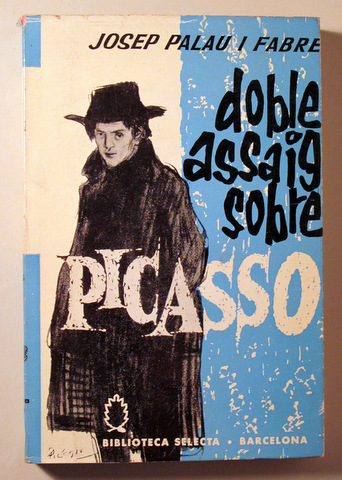 JOSEP PALAU I FABRE
doble
assaig
sobre
PICASSO
BIBLIOTECA SELECTA • BARCELONA